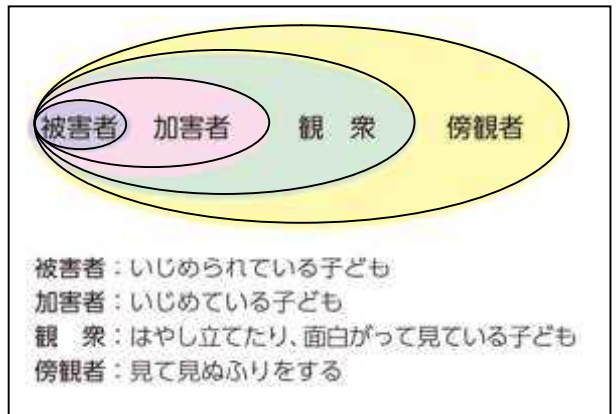 被害者 加害者 観 衆 傍観者
被害者：いじめられている子ども
加害者：いじめている子ども
観 衆：はやし立てたり、面白がって見ている子ども
傍観者：見て見ぬふりをする